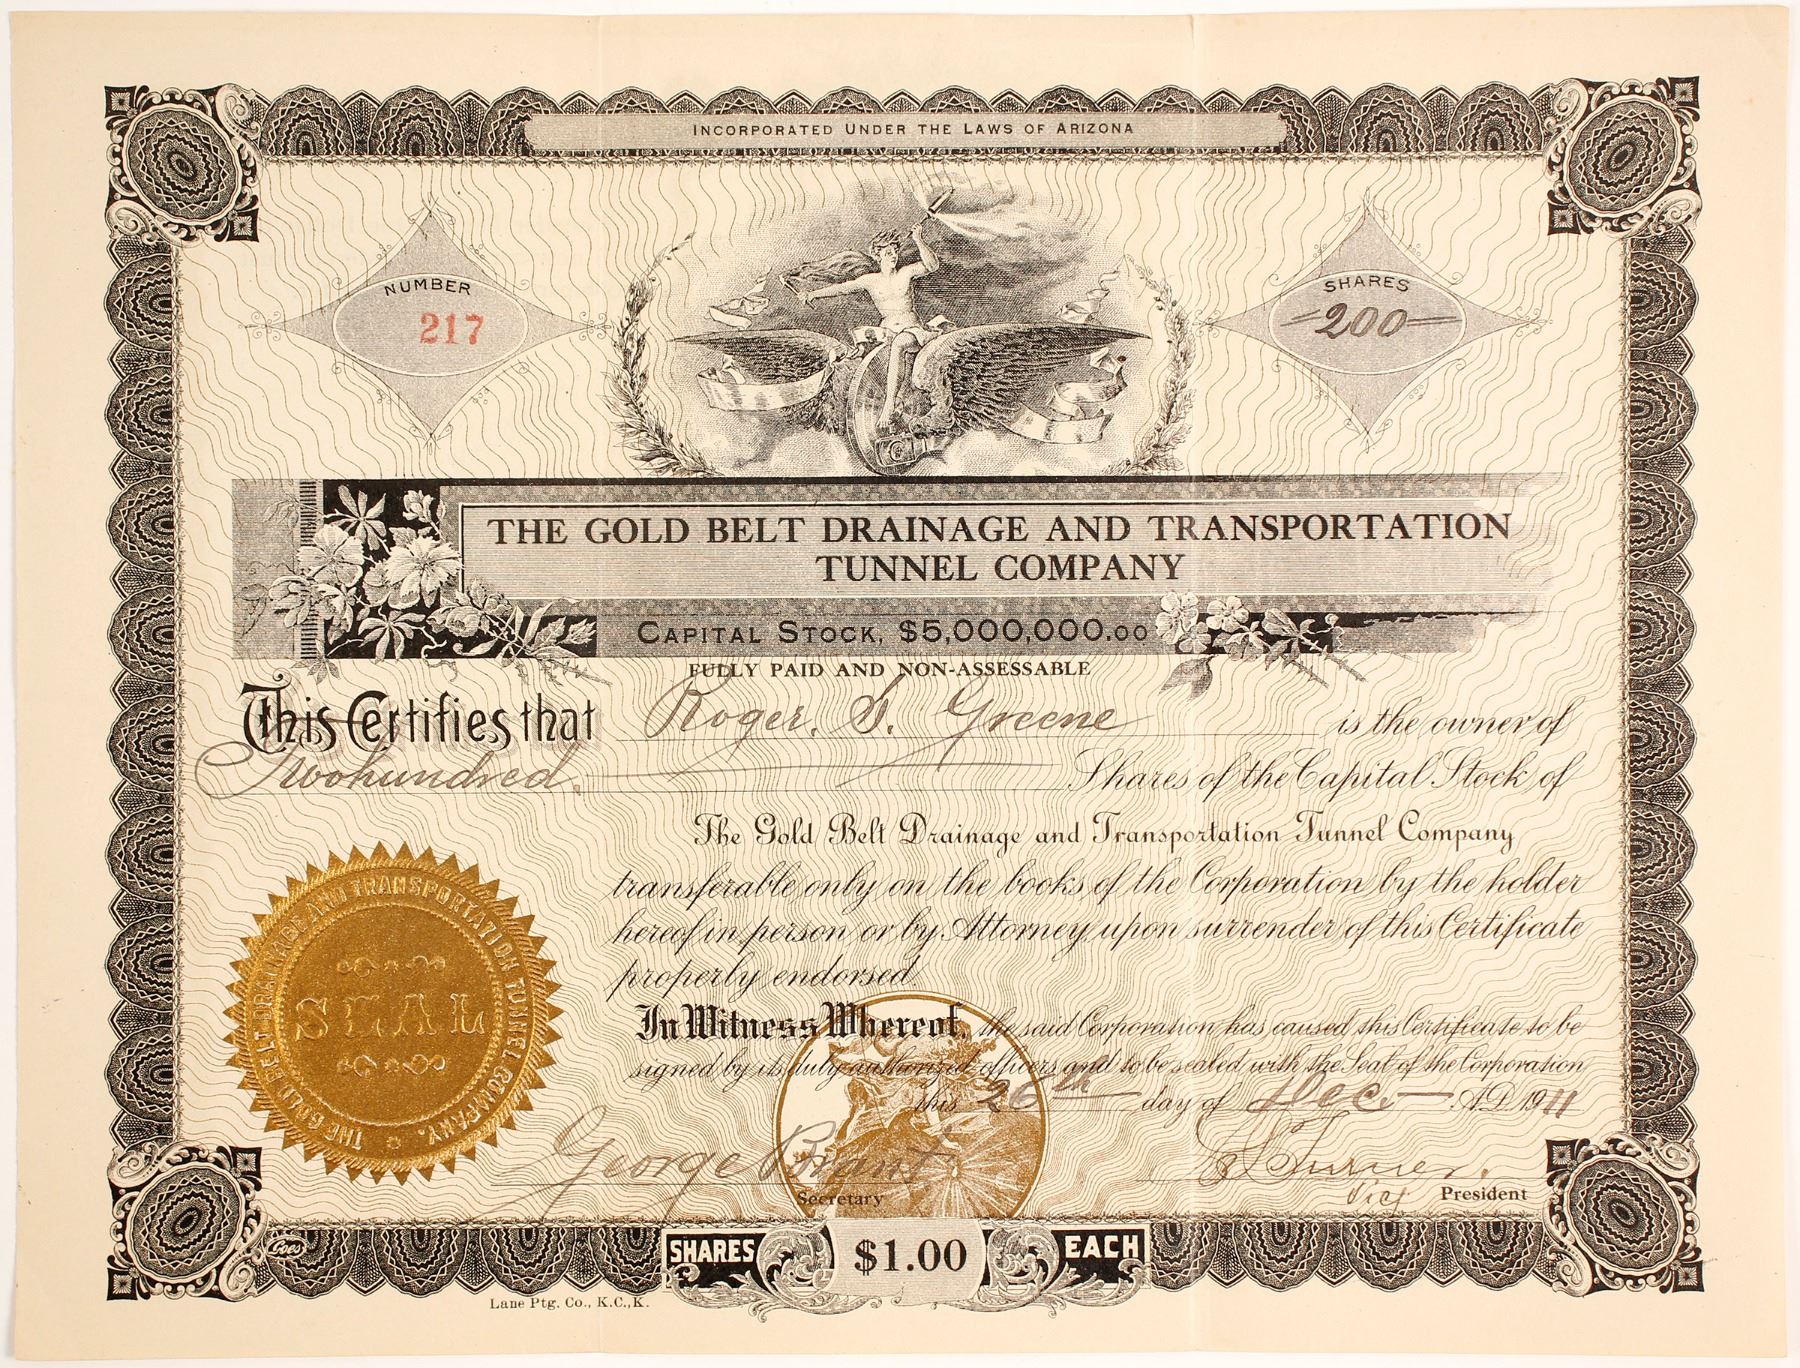 INCORPORATED UNDER THE LAWS OF ARIZONA
NUMBER
217
SHARES
200
THE GOLD BELT DRAINAGE AND TRANSPORTATION
TUNNEL COMPANY
CAPITAL STOCK, $5,000,000.00
FULLY PAID AND NON-ASSESSABLE
This Certifies that Roger. S. Greene is the owner of
Twohundred. Shares of the Capital Stock of
The Gold Belt Drainage and Transportation Tunnel Company
transferable only on the books of the Corporation by the holder
hereof in person or by Attorney upon surrender of this Certificate
properly endorsed.
In Witness Whereof, the said Corporation has caused this Certificate to be
signed by its duly authorized officers and to be sealed with the Seal of the Corporation
this 26th day of Dec. A.D. 1911
THE GOLD BELT DRAINAGE AND TRANSPORTATION TUNNEL COMPANY.
SEAL
George Brant
Secretary
Turner.
Vice President
SHARES $1.00 EACH
Goes
Lane Ptg. Co., K.C.,K.